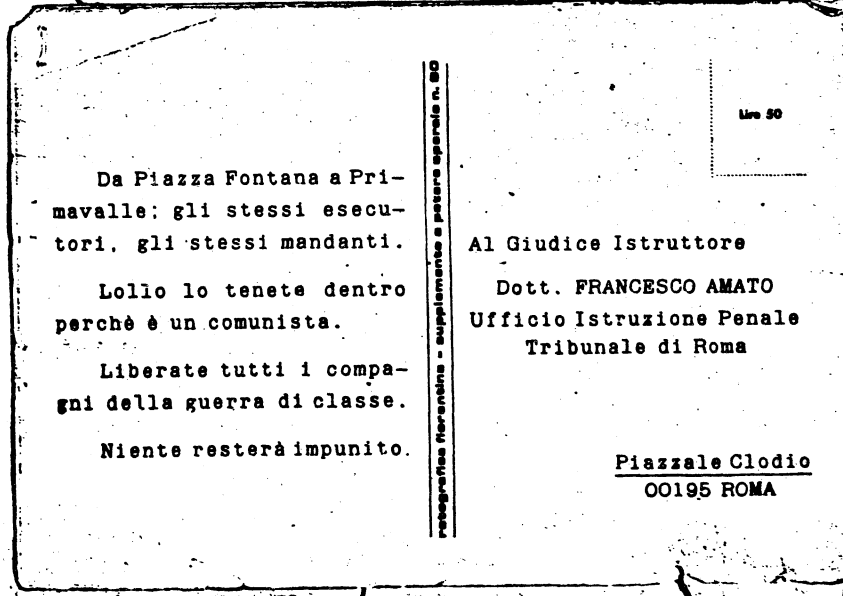 Da Piazza Fontana a Pri-
mavalle: gli stessi esecu-
tori, gli stessi mandanti.
Lollo lo tenete dentro
perchè è un comunista.
Liberate tutti i compa-
gni della guerra di classe.
Niente resterà impunito.
rotografica fiorentina - supplemento a potere operaio n. 50
Lire 50
Al Giudice Istruttore
Dott. FRANCESCO AMATO
Ufficio Istruzione Penale
Tribunale di Roma
Piazzale Clodio
00195 ROMA